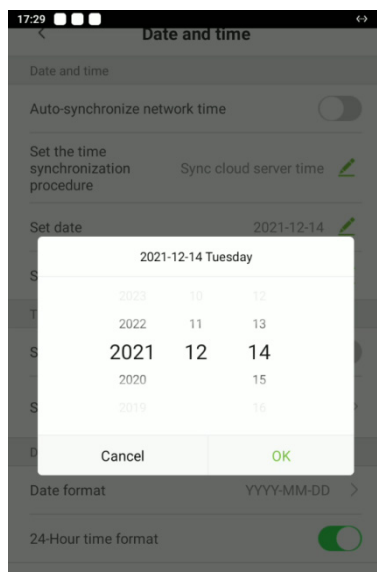 17:29
Date and time
Date and time
Auto-synchronize network time
Set the time
synchronization
procedure
Sync cloud server time
Set date
2021-12-14
S
2021-12-14 Tuesday
2023 10 12
T
2022 11 13
S
2021 12 14
2020 15
S
2019 16
D
Cancel
OK
Date format
YYYY-MM-DD
24-Hour time format